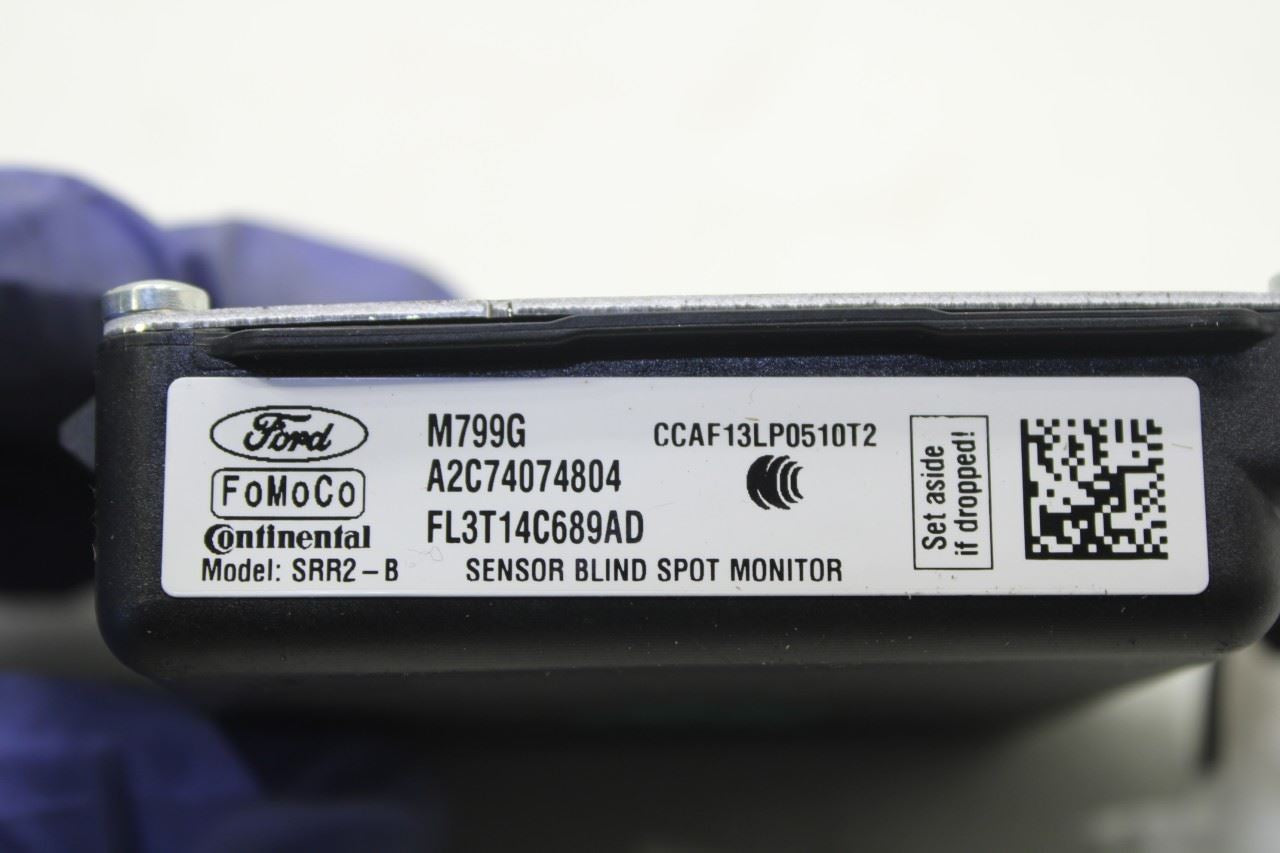 Ford
FoMoCo
Continental
Model: SRR2-B
M799G
A2C74074804
FL3T14C689AD
SENSOR BLIND SPOT MONITOR
CCAF13LP0510T2
Set aside
if dropped!